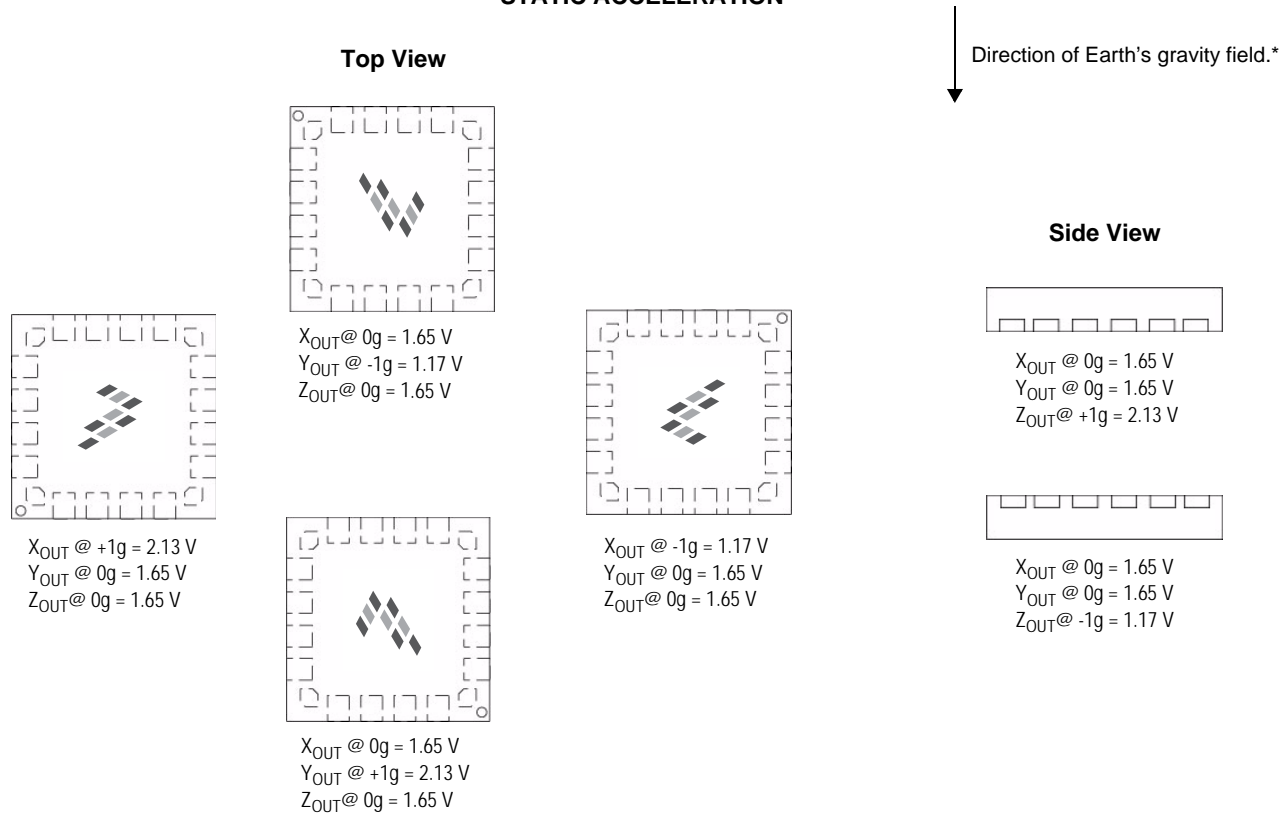 STATIC ACCELERATION
Direction of Earth's gravity field.*
Top View
X_OUT@ 0g = 1.65 V
Y_OUT @ -1g = 1.17 V
Z_OUT@ 0g = 1.65 V
Side View
X_OUT @ 0g = 1.65 V
Y_OUT @ 0g = 1.65 V
Z_OUT@ +1g = 2.13 V
X_OUT @ +1g = 2.13 V
Y_OUT @ 0g = 1.65 V
Z_OUT@ 0g = 1.65 V
X_OUT @ -1g = 1.17 V
Y_OUT @ 0g = 1.65 V
Z_OUT@ 0g = 1.65 V
X_OUT @ 0g = 1.65 V
Y_OUT @ 0g = 1.65 V
Z_OUT@ -1g = 1.17 V
X_OUT @ 0g = 1.65 V
Y_OUT @ +1g = 2.13 V
Z_OUT@ 0g = 1.65 V